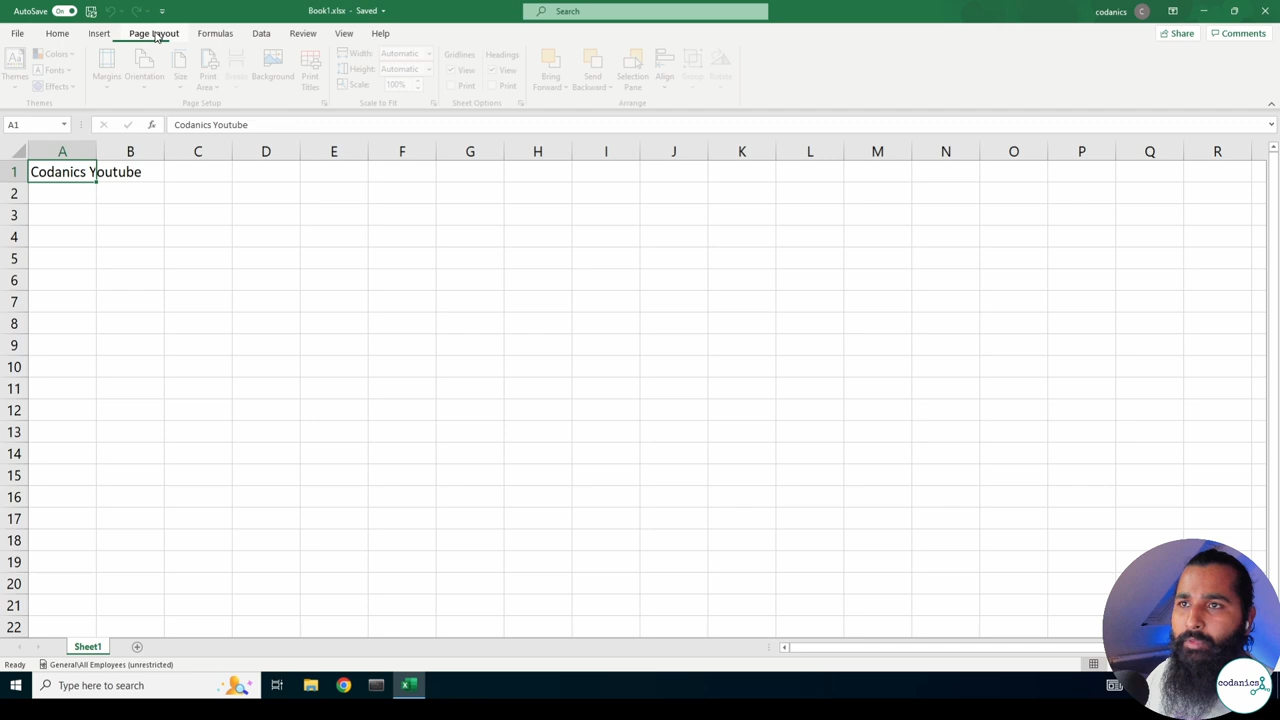 AutoSave On Book1.xlsx - Saved Search codanics C
File Home Insert Page Layout Formulas Data Review View Help Share Comments
Themes Colors Fonts Effects Margins Orientation Size Print Area Breaks Background Print Titles Width: Automatic Height: Automatic Scale: 100% Gridlines View Print Headings View Print Bring Forward Send Backward Selection Pane Align Group Rotate
Themes Page Setup Scale to Fit Sheet Options Arrange
A1 fx Codanics Youtube
A B C D E F G H I J K L M N O P Q R
1 Codanics Youtube
2
3
4
5
6
7
8
9
10
11
12
13
14
15
16
17
18
19
20
21
22
Sheet1
Ready General\All Employees (unrestricted)
Type here to search
codanics